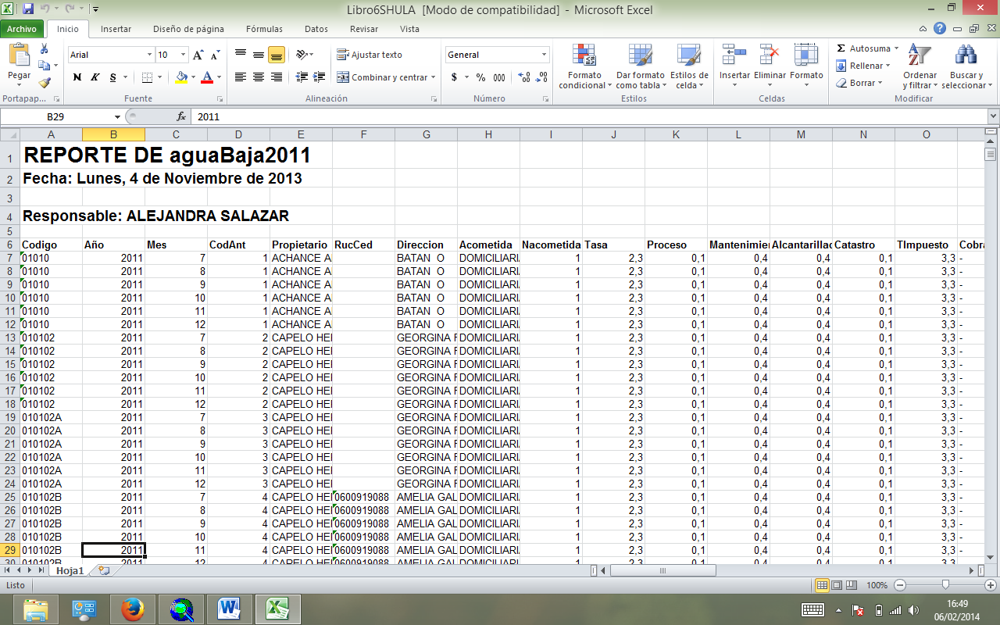 Libro6SHULA [Modo de compatibilidad] - Microsoft Excel
Archivo Inicio Insertar Diseño de página Fórmulas Datos Revisar Vista
Pegar Arial 10 Ajustar texto General Formato condicional Dar formato como tabla Estilos de celda Insertar Eliminar Formato Autosuma Rellenar Borrar Ordenar y filtrar Buscar y seleccionar
N K S Combinar y centrar $ % 000
Portapap... Fuente Alineación Número Estilos Celdas Modificar
B29 fx 2011
A B C D E F G H I J K L M N O
1 REPORTE DE aguaBaja2011
2 Fecha: Lunes, 4 de Noviembre de 2013
3
4 Responsable: ALEJANDRA SALAZAR
5
6 Codigo Año Mes CodAnt Propietario RucCed Direccion Acometida Nacometida Tasa Proceso Mantenimie Alcantarillac Catastro TImpuesto Cobra
7 01010 2011 7 1 ACHANCE A BATAN O DOMICILIARI 1 2,3 0,1 0,4 0,4 0,1 3,3 -
8 01010 2011 8 1 ACHANCE A BATAN O DOMICILIARI 1 2,3 0,1 0,4 0,4 0,1 3,3 -
9 01010 2011 9 1 ACHANCE A BATAN O DOMICILIARI 1 2,3 0,1 0,4 0,4 0,1 3,3 -
10 01010 2011 10 1 ACHANCE A BATAN O DOMICILIARI 1 2,3 0,1 0,4 0,4 0,1 3,3 -
11 01010 2011 11 1 ACHANCE A BATAN O DOMICILIARI 1 2,3 0,1 0,4 0,4 0,1 3,3 -
12 01010 2011 12 1 ACHANCE A BATAN O DOMICILIARI 1 2,3 0,1 0,4 0,4 0,1 3,3 -
13 010102 2011 7 2 CAPELO HEI GEORGINA F DOMICILIARI 1 2,3 0,1 0,4 0,4 0,1 3,3 -
14 010102 2011 8 2 CAPELO HEI GEORGINA F DOMICILIARI 1 2,3 0,1 0,4 0,4 0,1 3,3 -
15 010102 2011 9 2 CAPELO HEI GEORGINA F DOMICILIARI 1 2,3 0,1 0,4 0,4 0,1 3,3 -
16 010102 2011 10 2 CAPELO HEI GEORGINA F DOMICILIARI 1 2,3 0,1 0,4 0,4 0,1 3,3 -
17 010102 2011 11 2 CAPELO HEI GEORGINA F DOMICILIARI 1 2,3 0,1 0,4 0,4 0,1 3,3 -
18 010102 2011 12 2 CAPELO HEI GEORGINA F DOMICILIARI 1 2,3 0,1 0,4 0,4 0,1 3,3 -
19 010102A 2011 7 3 CAPELO HEI GEORGINA F DOMICILIARI 1 2,3 0,1 0,4 0,4 0,1 3,3 -
20 010102A 2011 8 3 CAPELO HEI GEORGINA F DOMICILIARI 1 2,3 0,1 0,4 0,4 0,1 3,3 -
21 010102A 2011 9 3 CAPELO HEI GEORGINA F DOMICILIARI 1 2,3 0,1 0,4 0,4 0,1 3,3 -
22 010102A 2011 10 3 CAPELO HEI GEORGINA F DOMICILIARI 1 2,3 0,1 0,4 0,4 0,1 3,3 -
23 010102A 2011 11 3 CAPELO HEI GEORGINA F DOMICILIARI 1 2,3 0,1 0,4 0,4 0,1 3,3 -
24 010102A 2011 12 3 CAPELO HEI GEORGINA F DOMICILIARI 1 2,3 0,1 0,4 0,4 0,1 3,3 -
25 010102B 2011 7 4 CAPELO HEI 0600919088 AMELIA GAL DOMICILIARI 1 2,3 0,1 0,4 0,4 0,1 3,3 -
26 010102B 2011 8 4 CAPELO HEI 0600919088 AMELIA GAL DOMICILIARI 1 2,3 0,1 0,4 0,4 0,1 3,3 -
27 010102B 2011 9 4 CAPELO HEI 0600919088 AMELIA GAL DOMICILIARI 1 2,3 0,1 0,4 0,4 0,1 3,3 -
28 010102B 2011 10 4 CAPELO HEI 0600919088 AMELIA GAL DOMICILIARI 1 2,3 0,1 0,4 0,4 0,1 3,3 -
29 010102B 2011 11 4 CAPELO HEI 0600919088 AMELIA GAL DOMICILIARI 1 2,3 0,1 0,4 0,4 0,1 3,3 -
30 010102B 2011 12 4 CAPELO HEI 0600919088 AMELIA GAL DOMICILIARI 1 2,3 0,1 0,4 0,4 0,1 3,3 -
Hoja1
Listo 100%
16:49
06/02/2014